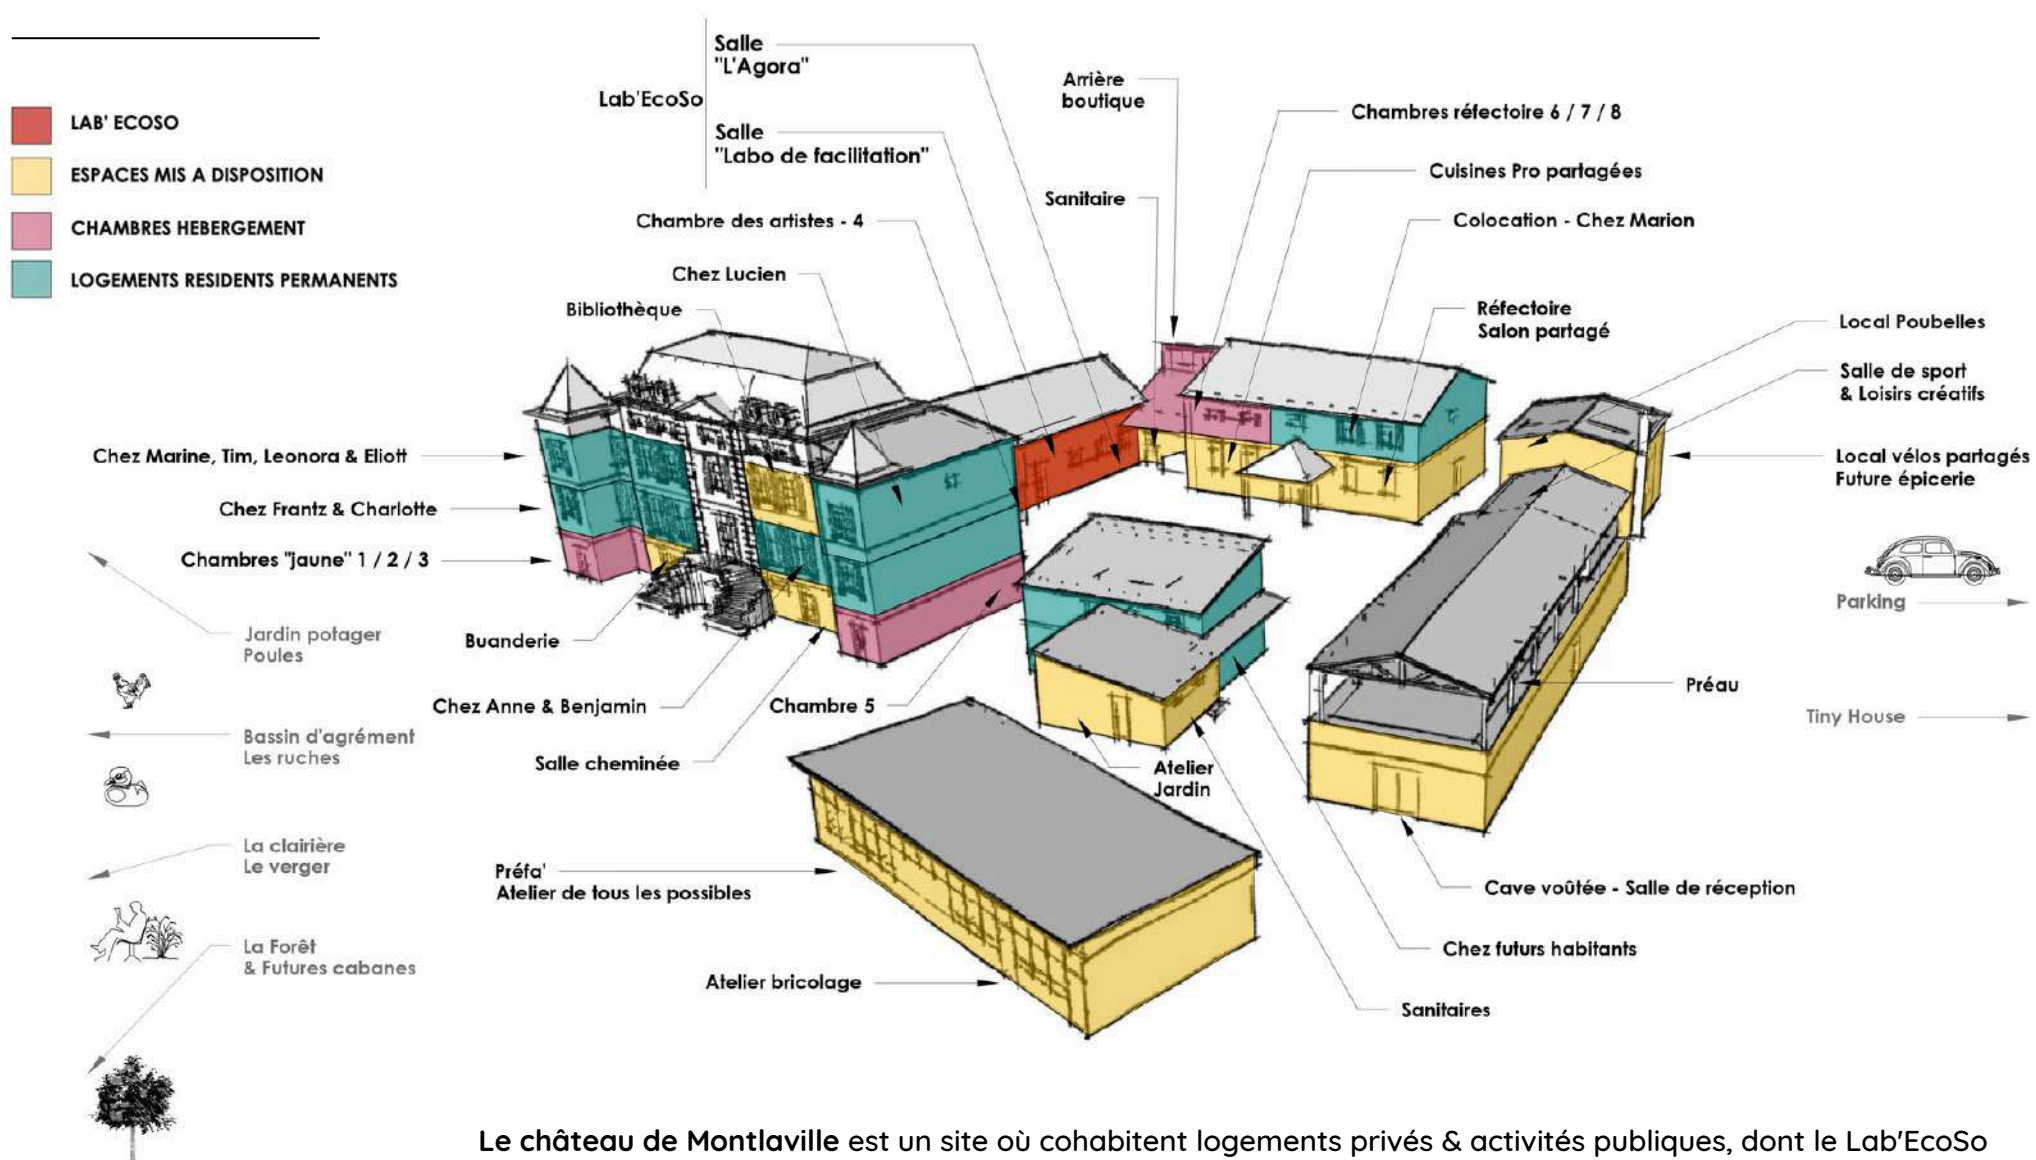 LAB' ECOSO
ESPACES MIS A DISPOSITION
CHAMBRES HEBERGEMENT
LOGEMENTS RESIDENTS PERMANENTS
Lab'EcoSo
Salle
"L'Agora"
Salle
"Labo de facilitation"
Chambre des artistes - 4
Chez Lucien
Bibliothèque
Arrière
boutique
Sanitaire
Chambres réfectoire 6 / 7 / 8
Cuisines Pro partagées
Colocation - Chez Marion
Réfectoire
Salon partagé
Local Poubelles
Salle de sport
& Loisirs créatifs
Local vélos partagés
Future épicerie
Parking
Préau
Tiny House
Chez Marine, Tim, Leonora & Eliott
Chez Frantz & Charlotte
Chambres "jaune" 1 / 2 / 3
Jardin potager
Poules
Bassin d'agrément
Les ruches
La clairière
Le verger
La Forêt
& Futures cabanes
Buanderie
Chez Anne & Benjamin
Salle cheminée
Chambre 5
Atelier
Jardin
Préfa'
Atelier de tous les possibles
Atelier bricolage
Cave voûtée - Salle de réception
Chez futurs habitants
Sanitaires
Le château de Montlaville est un site où cohabitent logements privés & activités publiques, dont le Lab'EcoSo